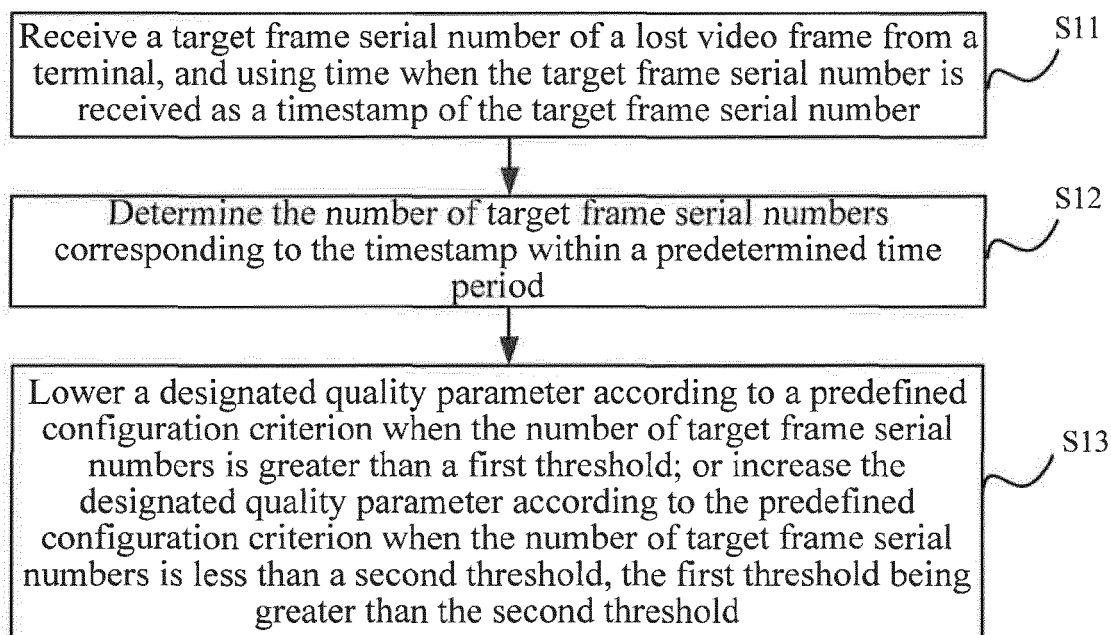 Receive a target frame serial number of a lost video frame from a
terminal, and using time when the target frame serial number is
received as a timestamp of the target frame serial number
S11
Determine the number of target frame serial numbers
corresponding to the timestamp within a predetermined time
period
S12
Lower a designated quality parameter according to a predefined
configuration criterion when the number of target frame serial
numbers is greater than a first threshold; or increase the
designated quality parameter according to the predefined
configuration criterion when the number of target frame serial
numbers is less than a second threshold, the first threshold being
greater than the second threshold
S13